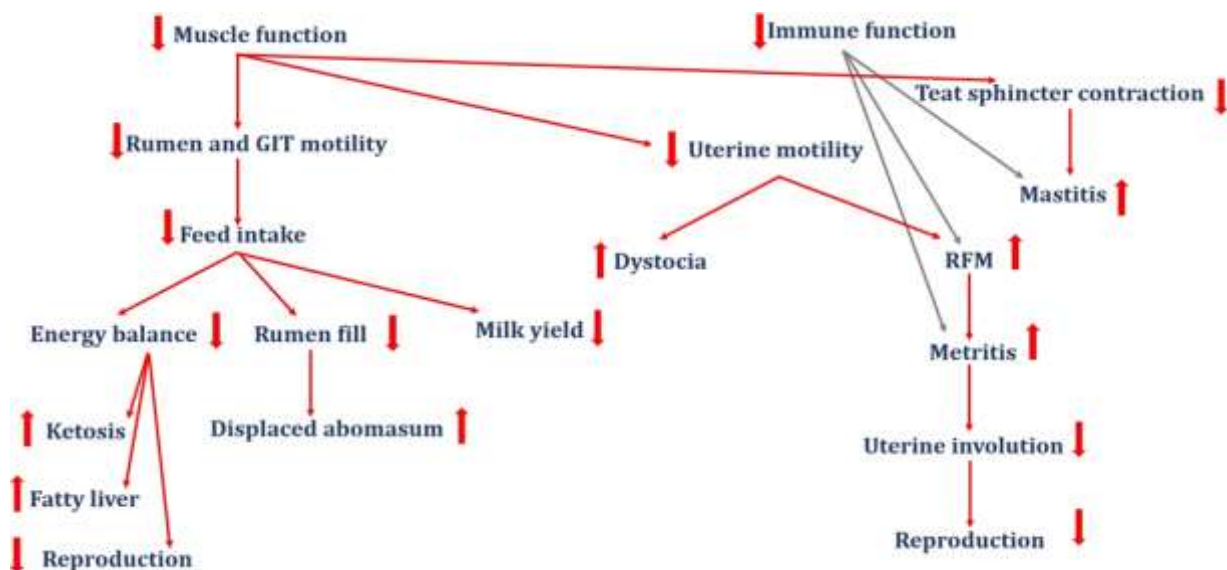 Muscle function
Immune function
Teat sphincter contraction
Rumen and GIT motility
Uterine motility
Mastitis
Feed intake
Dystocia
RFM
Energy balance
Rumen fill
Milk yield
Metritis
Ketosis
Displaced abomasum
Uterine involution
Fatty liver
Reproduction
Reproduction